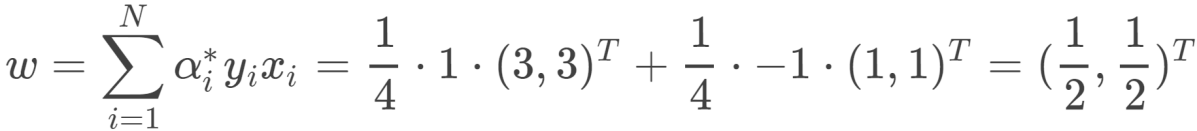 $w = \sum_{i=1}^{N} \alpha_i^* y_i x_i = \frac{1}{4} \cdot 1 \cdot (3, 3)^T + \frac{1}{4} \cdot -1 \cdot (1, 1)^T = (\frac{1}{2}, \frac{1}{2})^T$